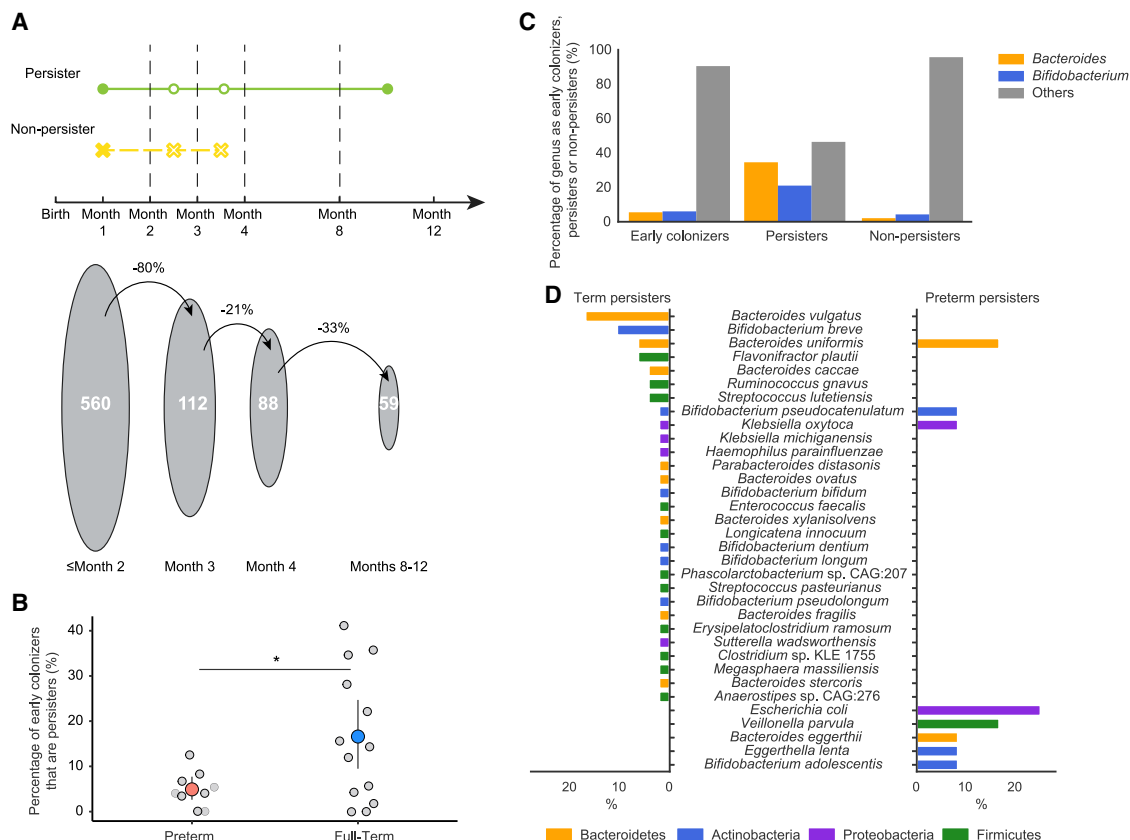 A
Persister
Non-persister
Birth Month Month Month Month Month Month
1 2 3 4 8 12
-80%
-21%
-33%
560 112 88 59
≤Month 2 Month 3 Month 4 Months 8-12
B
Percentage of early colonizers
that are persisters (%)
40
30
20
10
0
*
Preterm Full-Term
C
Percentage of genus as early colonizers,
persisters or non-persisters (%)
100
80
60
40
20
0
Early colonizers Persisters Non-persisters
Bacteroides
Bifidobacterium
Others
D
Term persisters Preterm persisters
Bacteroides vulgatus
Bifidobacterium breve
Bacteroides uniformis
Flavonifractor plautii
Bacteroides caccae
Ruminococcus gnavus
Streptococcus lutetiensis
Bifidobacterium pseudocatenulatum
Klebsiella oxytoca
Klebsiella michiganensis
Haemophilus parainfluenzae
Parabacteroides distasonis
Bacteroides ovatus
Bifidobacterium bifidum
Enterococcus faecalis
Bacteroides xylanisolvens
Longicatena innocuum
Bifidobacterium dentium
Bifidobacterium longum
Phascolarctobacterium sp. CAG:207
Streptococcus pasteurianus
Bifidobacterium pseudolongum
Bacteroides fragilis
Erysipelatoclostridium ramosum
Sutterella wadsworthensis
Clostridium sp. KLE 1755
Megasphaera massiliensis
Bacteroides stercoris
Anaerostipes sp. CAG:276
Escherichia coli
Veillonella parvula
Bacteroides eggerthii
Eggerthella lenta
Bifidobacterium adolescentis
20 10 0 0 10 20
% %
Bacteroidetes Actinobacteria Proteobacteria Firmicutes